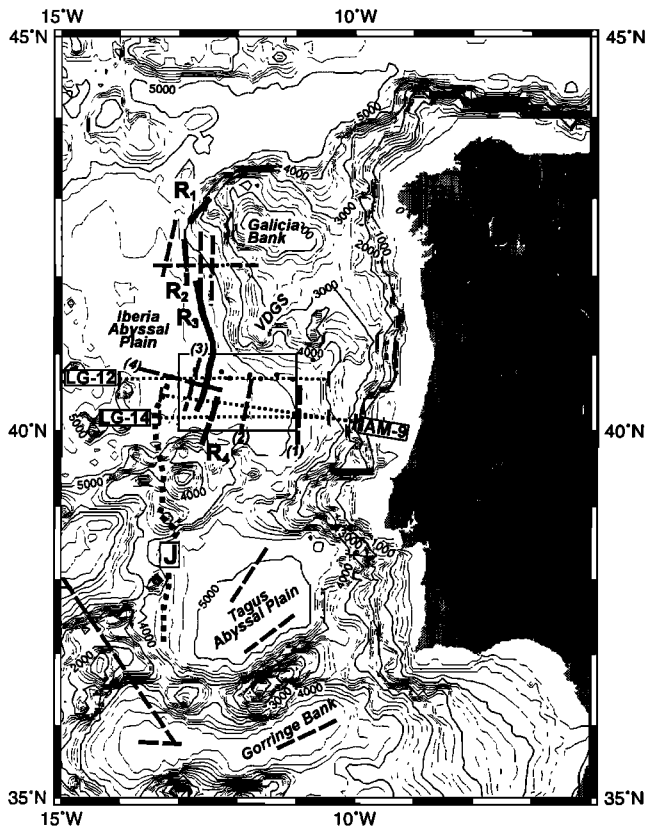 15°W
10°W
45°N
45°N
5000
5000
4000
R1
3000
Galicia
Bank
1000
2000
R2
R3
VDGS
3000
Iberia
Abyssal
Plain
(3)
4000
(4)
LG-12
LG-14
5000
IAM-9
40°N
40°N
(2)
(1)
R4
5000
4000
1000
J
4000
5000
Tagus
Abyssal Plain
4000
3000
4000
Gorringe Bank
35°N
35°N
15°W
10°W